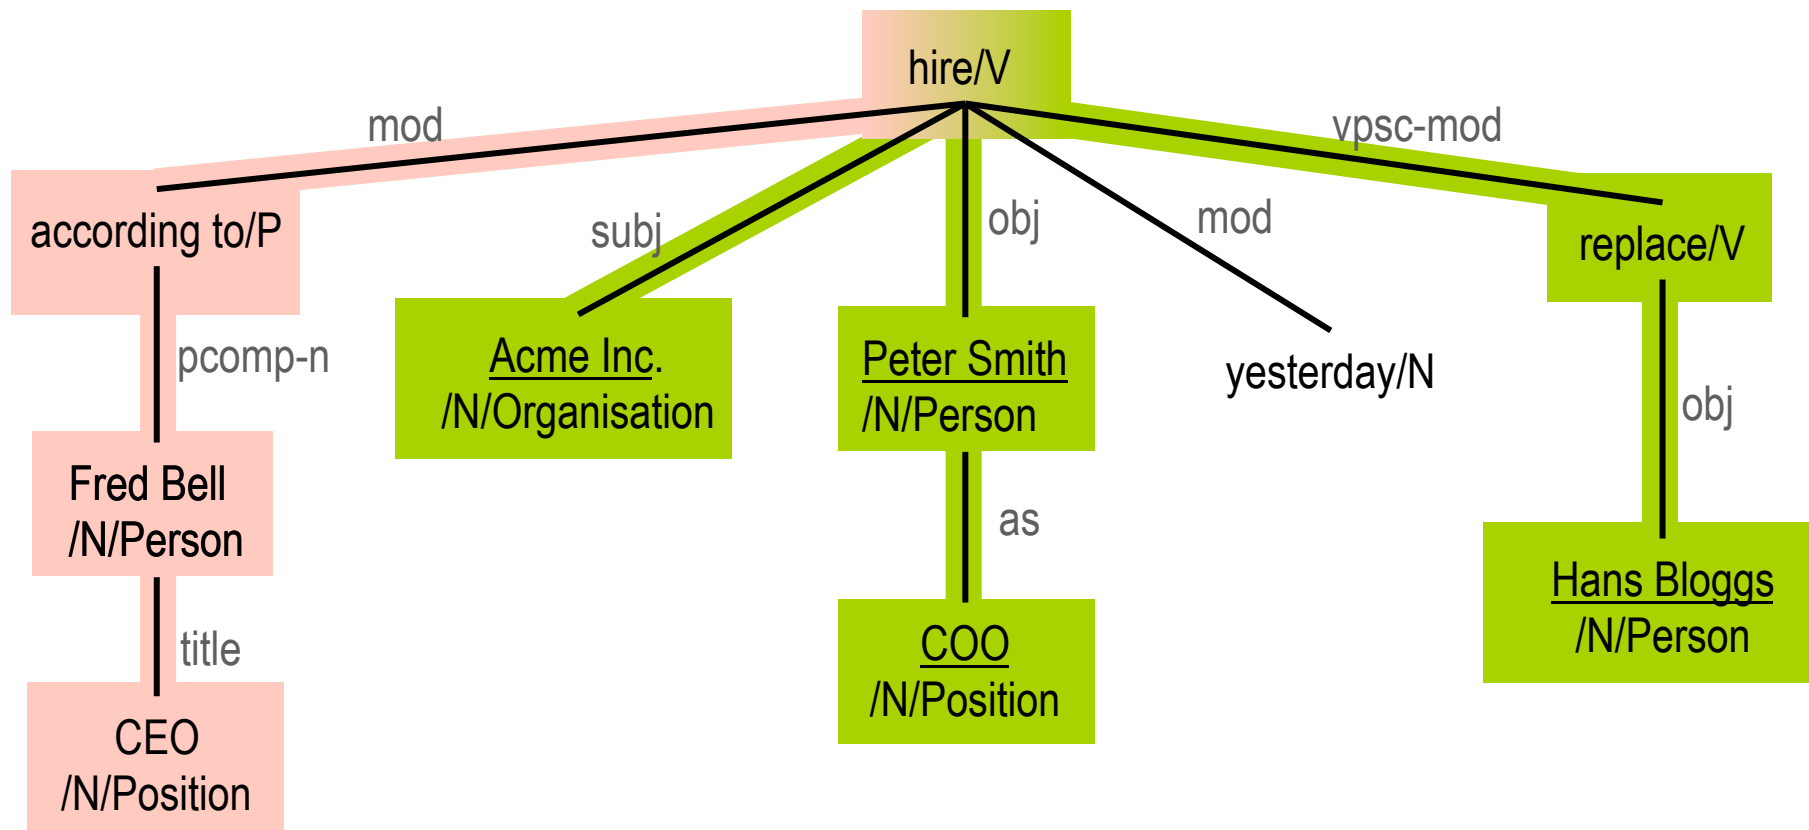 hire/V
mod
vpsc-mod
according to/P
subj
obj
mod
replace/V
pcomp-n
Acme Inc.
/N/Organisation
Peter Smith
/N/Person
yesterday/N
obj
Fred Bell
/N/Person
as
Hans Bloggs
/N/Person
title
COO
/N/Position
CEO
/N/Position